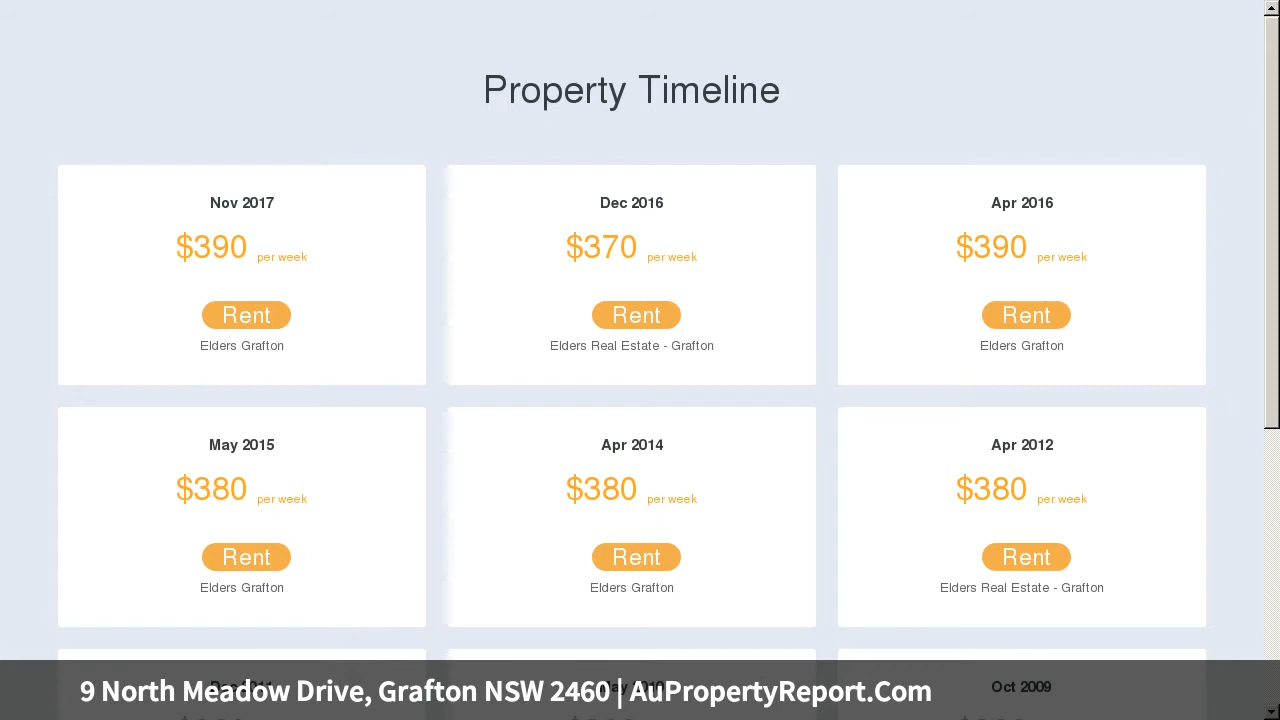 Property Timeline
Nov 2017
$390 per week
Rent
Elders Grafton
Dec 2016
$370 per week
Rent
Elders Real Estate - Grafton
Apr 2016
$390 per week
Rent
Elders Grafton
May 2015
$380 per week
Rent
Elders Grafton
Apr 2014
$380 per week
Rent
Elders Grafton
Apr 2012
$380 per week
Rent
Elders Real Estate - Grafton
Oct 2009
9 North Meadow Drive, Grafton NSW 2460 | AuPropertyReport.Com